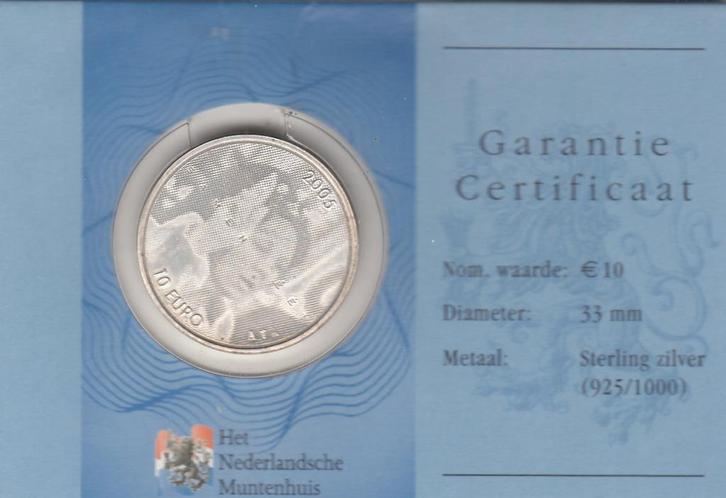 2005
10 EURO
Garantie
Certificaat
Nom. waarde: € 10
Diameter: 33 mm
Metaal: Sterling zilver
(925/1000)
Het
Nederlandsche
Muntenhuis